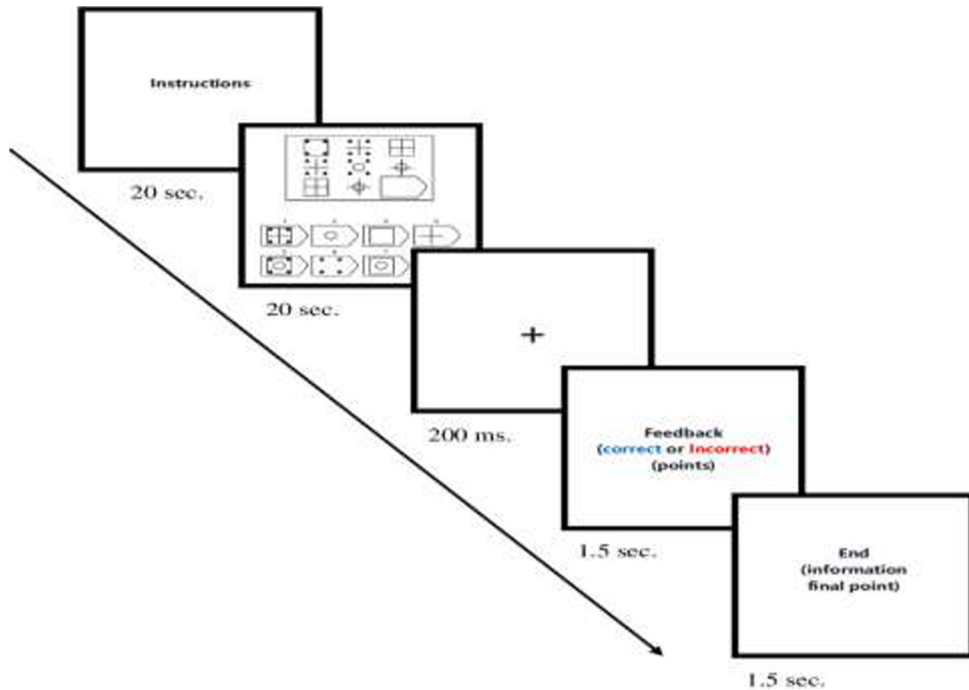 Instructions
20 sec.
20 sec.
200 ms.
Feedback
(correct or Incorrect)
(points)
1.5 sec.
End
(information
final point)
1.5 sec.